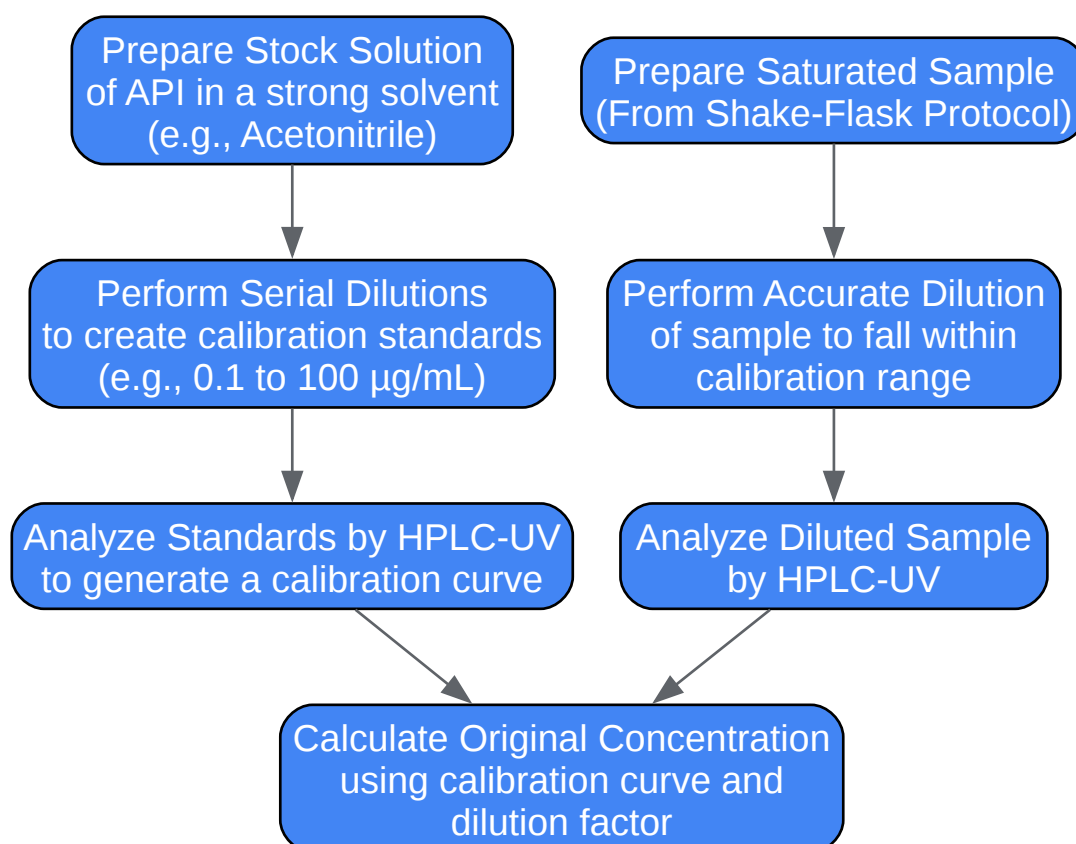 Prepare Stock Solution
of API in a strong solvent
(e.g., Acetonitrile)
Prepare Saturated Sample
(From Shake-Flask Protocol)
Perform Serial Dilutions
to create calibration standards
(e.g., 0.1 to 100 µg/mL)
Perform Accurate Dilution
of sample to fall within
calibration range
Analyze Standards by HPLC-UV
to generate a calibration curve
Analyze Diluted Sample
by HPLC-UV
Calculate Original Concentration
using calibration curve and
dilution factor